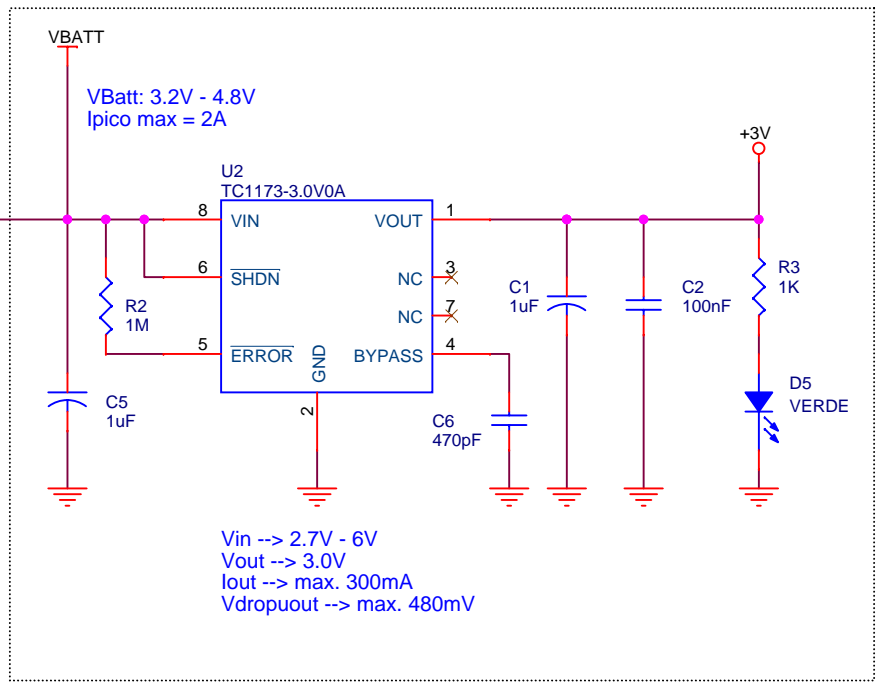 VBATT
VBatt: 3.2V - 4.8V
Ipico max = 2A
+3V
U2
TC1173-3.0V0A
8
VIN
VOUT
1
6
SHDN
NC
3
NC
7
5
ERROR
GND
BYPASS
4
2
R2
1M
C5
1uF
C6
470pF
C1
1uF
C2
100nF
R3
1K
D5
VERDE
Vin --> 2.7V - 6V
Vout --> 3.0V
Iout --> max. 300mA
Vdropuout --> max. 480mV